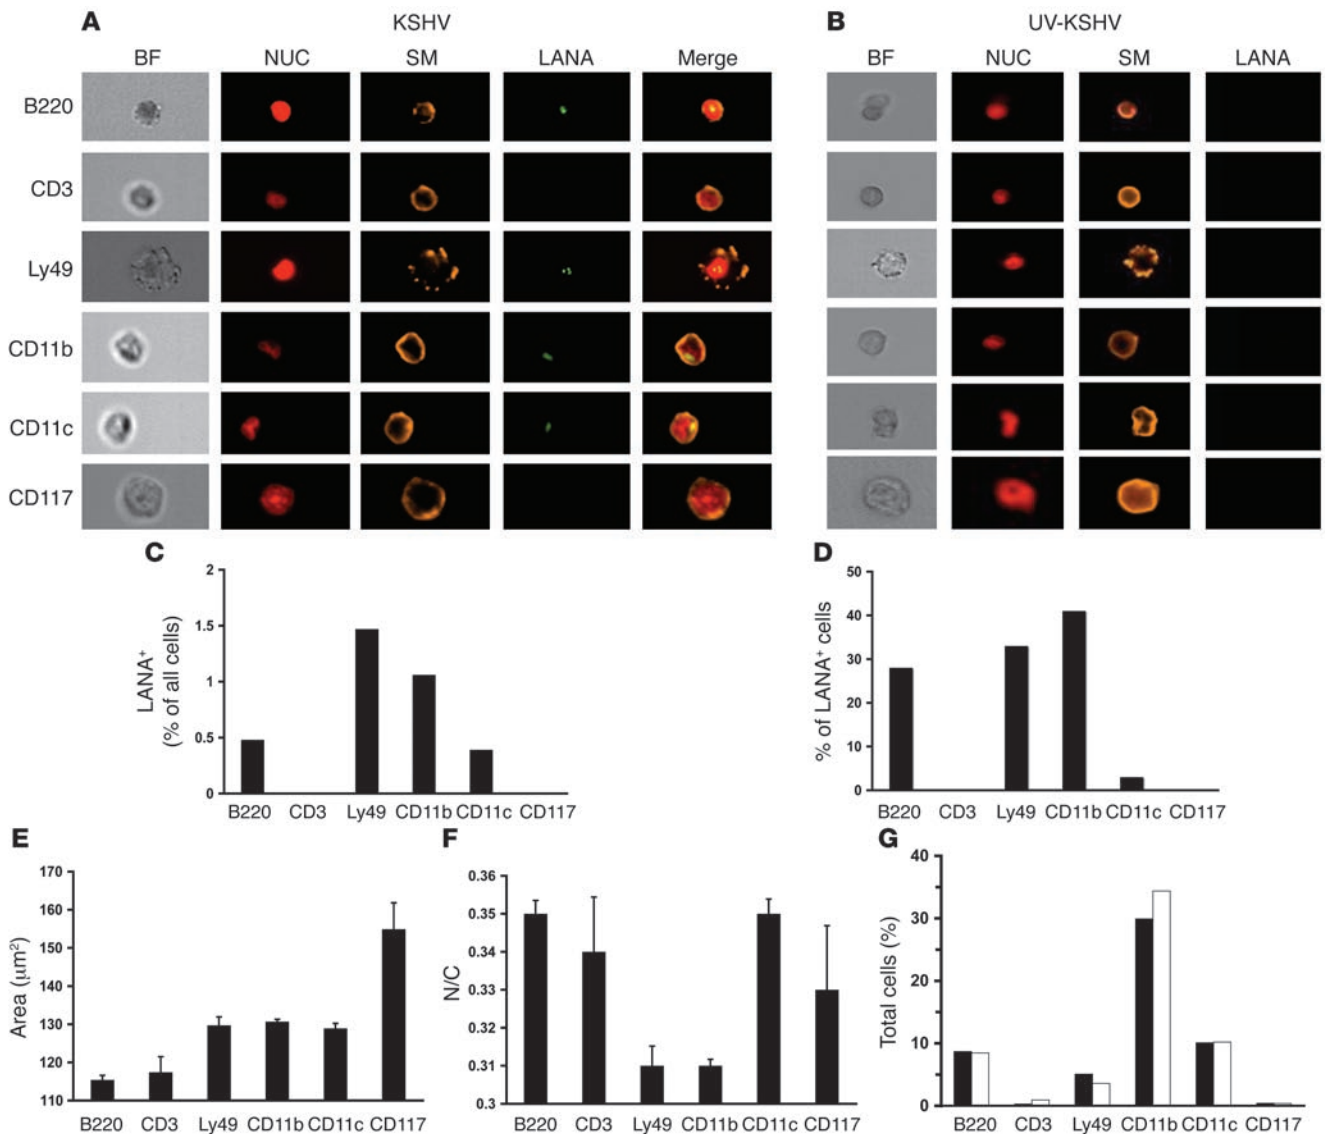 A KSHV
BF NUC SM LANA Merge
B220
CD3
Ly49
CD11b
CD11c
CD117
B UV-KSHV
BF NUC SM LANA
C
LANA+
(% of all cells)
2
1.5
1
0.5
0
B220 CD3 Ly49 CD11b CD11c CD117
D
% of LANA+ cells
50
40
30
20
10
0
B220 CD3 Ly49 CD11b CD11c CD117
E
Area (μm2)
170
160
150
140
130
120
110
B220 CD3 Ly49 CD11b CD11c CD117
F
N/C
0.36
0.35
0.34
0.33
0.32
0.31
0.3
B220 CD3 Ly49 CD11b CD11c CD117
G
Total cells (%)
40
30
20
10
0
B220 CD3 Ly49 CD11b CD11c CD117